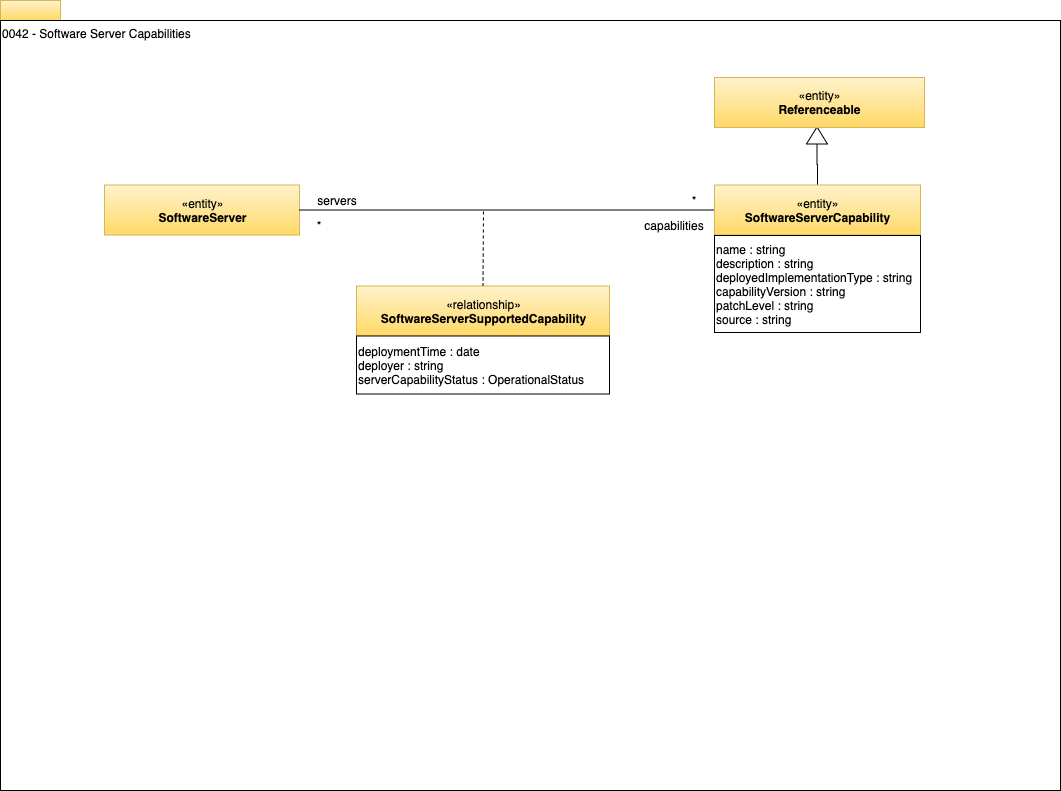 0042 - Software Server Capabilities
«entity»
Referenceable
«entity»
SoftwareServer
servers
*
*
capabilities
«entity»
SoftwareServerCapability
name : string
description : string
deployedImplementationType : string
capabilityVersion : string
patchLevel : string
source : string
«relationship»
SoftwareServerSupportedCapability
deploymentTime : date
deployer : string
serverCapabilityStatus : OperationalStatus